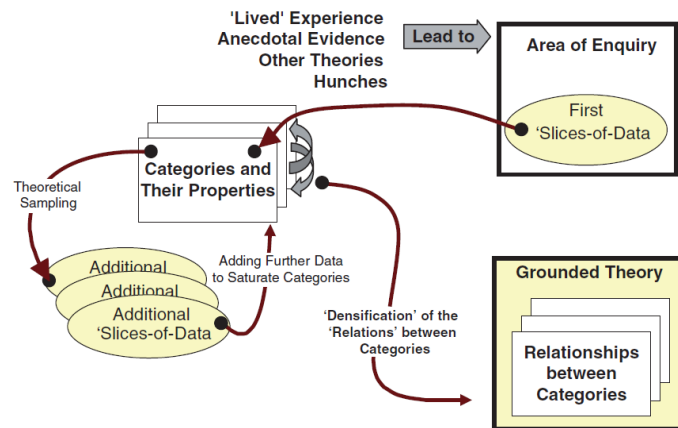 'Lived' Experience
Anecdotal Evidence
Other Theories
Hunches
Lead to
Area of Enquiry
First
'Slices-of-Data
Categories and
Their Properties
Theoretical
Sampling
Additional
Additional
Additional
'Slices-of-Data
Adding Further Data
to Saturate Categories
'Densification' of the
'Relations' between
Categories
Grounded Theory
Relationships
between
Categories